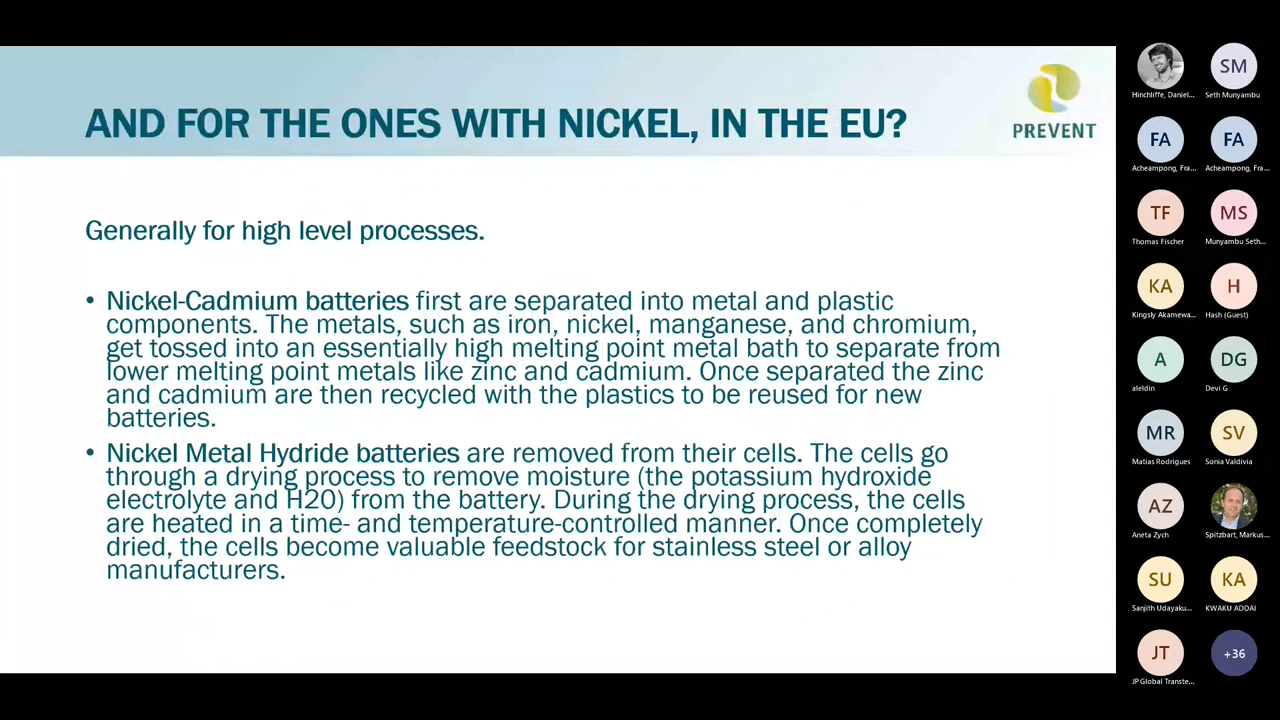 AND FOR THE ONES WITH NICKEL, IN THE EU?
PREVENT
Generally for high level processes.
• Nickel-Cadmium batteries first are separated into metal and plastic
components. The metals, such as iron, nickel, manganese, and chromium,
get tossed into an essentially high melting point metal bath to separate from
lower melting point metals like zinc and cadmium. Once separated the zinc
and cadmium are then recycled with the plastics to be reused for new
batteries.
• Nickel Metal Hydride batteries are removed from their cells. The cells go
through a drying process to remove moisture (the potassium hydroxide
electrolyte and H2O) from the battery. During the drying process, the cells
are heated in a time- and temperature-controlled manner. Once completely
dried, the cells become valuable feedstock for stainless steel or alloy
manufacturers.
Hinchliffe, Daniel...
SM
Seth Munyambu
FA
Acheampong, Fra...
FA
Acheampong, Fra...
TF
Thomas Fischer
MS
Munyambu Seth...
KA
Kingsly Akamewa...
H
Hash (Guest)
A
aleldin
DG
Devi G
MR
Matias Rodrigues
SV
Sonia Valdivia
AZ
Aneta Zych
Spitzbart, Markus...
SU
Sanjith Udayaku...
KA
KWAKU ADDAI
JT
JP Global Transte...
+36